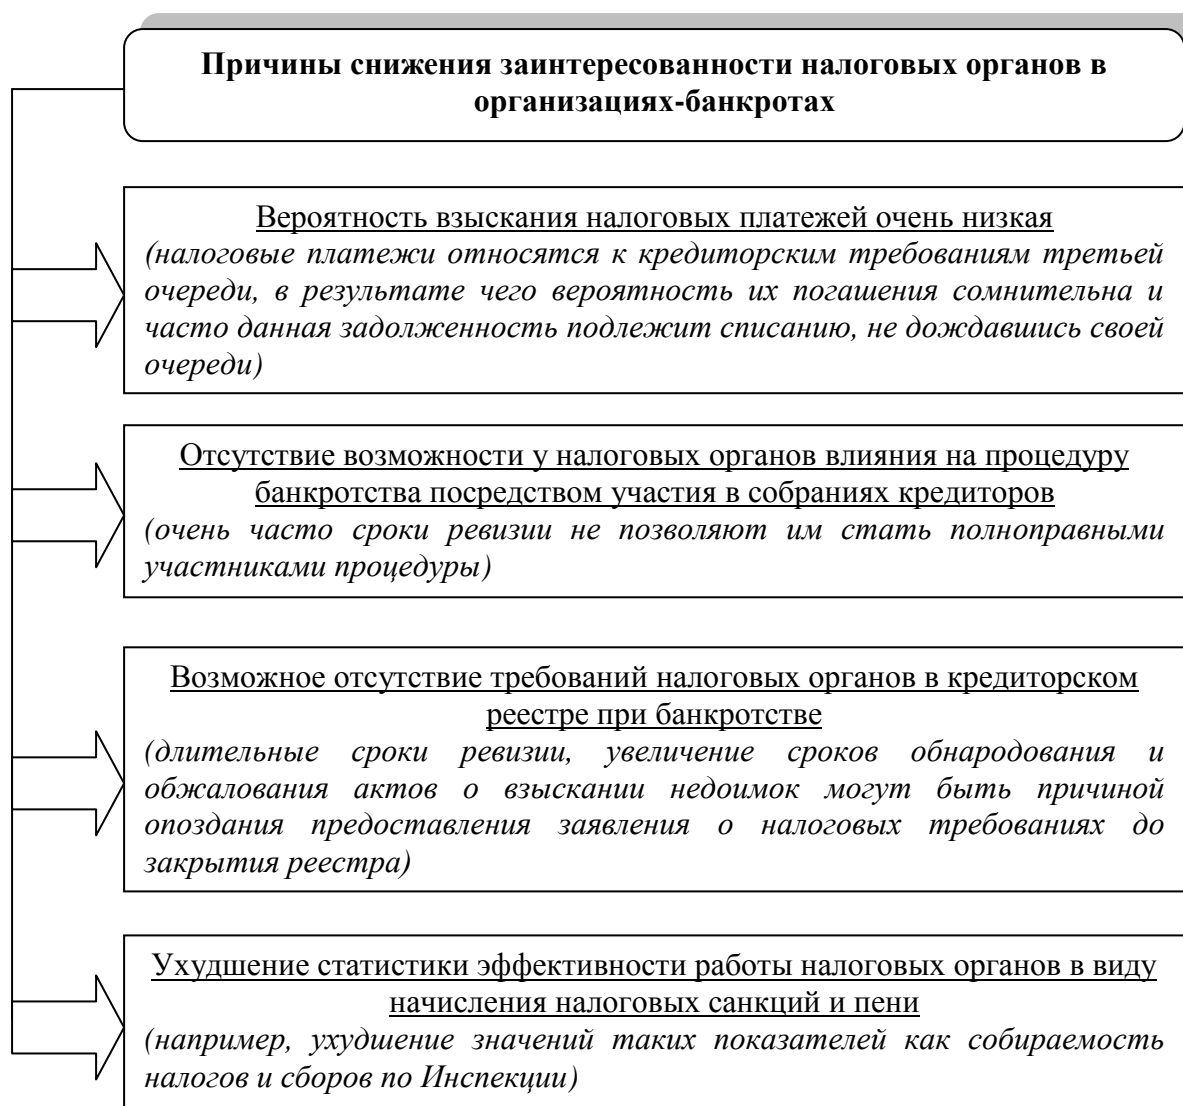 Причины снижения заинтересованности налоговых органов в
организациях-банкротах
Вероятность взыскания налоговых платежей очень низкая
(налоговые платежи относятся к кредиторским требованиям третьей
очереди, в результате чего вероятность их погашения сомнительна и
часто данная задолженность подлежит списанию, не дождавшись своей
очереди)
Отсутствие возможности у налоговых органов влияния на процедуру
банкротства посредством участия в собраниях кредиторов
(очень часто сроки ревизии не позволяют им стать полноправными
участниками процедуры)
Возможное отсутствие требований налоговых органов в кредиторском
реестре при банкротстве
(длительные сроки ревизии, увеличение сроков обнародования и
обжалования актов о взыскании недоимок могут быть причиной
опоздания предоставления заявления о налоговых требованиях до
закрытия реестра)
Ухудшение статистики эффективности работы налоговых органов в виду
начисления налоговых санкций и пени
(например, ухудшение значений таких показателей как собираемость
налогов и сборов по Инспекции)